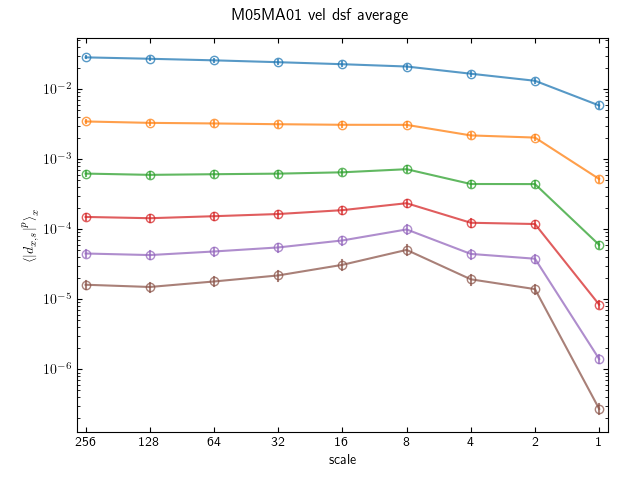 M05MA01 vel dsf average
10⁻²
10⁻³
10⁻⁴
10⁻⁵
10⁻⁶
⟨|d_{x,s}|^p⟩_x
256 128 64 32 16 8 4 2 1
scale